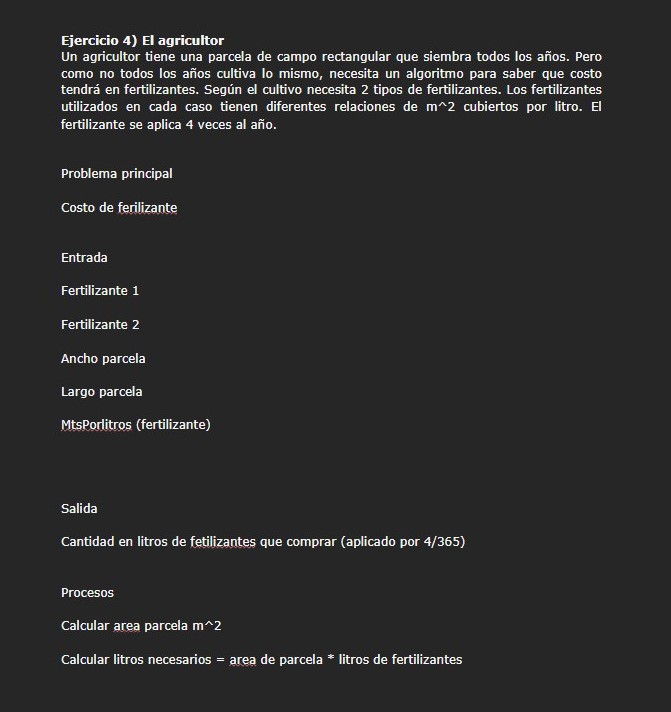 Ejercicio 4) El agricultor
Un agricultor tiene una parcela de campo rectangular que siembra todos los años. Pero
como no todos los años cultiva lo mismo, necesita un algoritmo para saber que costo
tendrá en fertilizantes. Según el cultivo necesita 2 tipos de fertilizantes. Los fertilizantes
utilizados en cada caso tienen diferentes relaciones de m^2 cubiertos por litro. El
fertilizante se aplica 4 veces al año.
Problema principal
Costo de ferilizante
Entrada
Fertilizante 1
Fertilizante 2
Ancho parcela
Largo parcela
MtsPorlitros (fertilizante)
Salida
Cantidad en litros de fetilizantes que comprar (aplicado por 4/365)
Procesos
Calcular area parcela m^2
Calcular litros necesarios = area de parcela * litros de fertilizantes